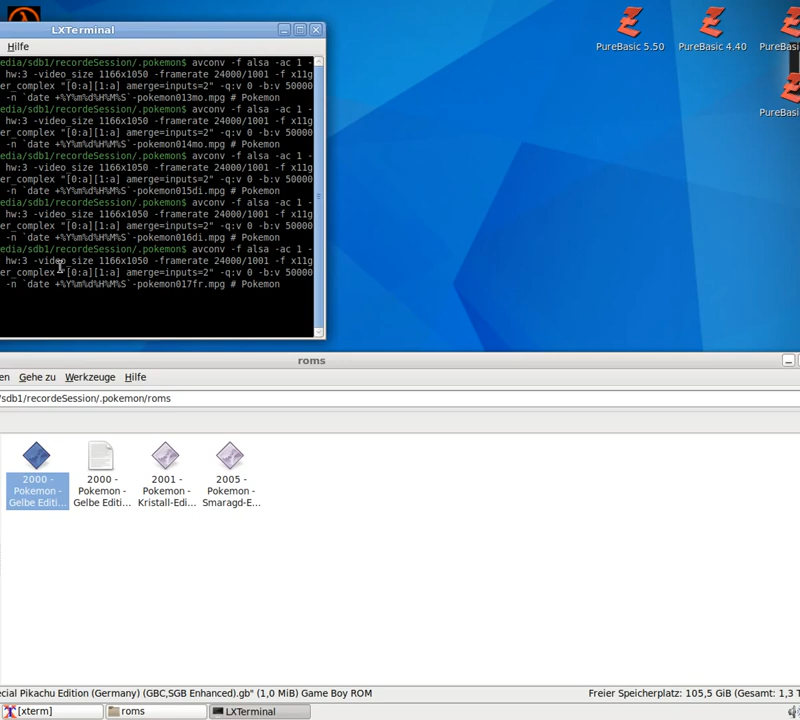 LXTerminal
Hilfe
edia/sdb1/recordeSession/.pokemon$ avconv -f alsa -ac 1 -
hw:3 -video_size 1166x1050 -framerate 24000/1001 -f x11g
er_complex "[0:a][1:a] amerge=inputs=2" -q:v 0 -b:v 50000
-n `date +%Y%m%d%H%M%S`-pokemon013mo.mpg # Pokemon
edia/sdb1/recordeSession/.pokemon$ avconv -f alsa -ac 1 -
hw:3 -video_size 1166x1050 -framerate 24000/1001 -f x11g
er_complex "[0:a][1:a] amerge=inputs=2" -q:v 0 -b:v 50000
-n `date +%Y%m%d%H%M%S`-pokemon014mo.mpg # Pokemon
edia/sdb1/recordeSession/.pokemon$ avconv -f alsa -ac 1 -
hw:3 -video_size 1166x1050 -framerate 24000/1001 -f x11g
er_complex "[0:a][1:a] amerge=inputs=2" -q:v 0 -b:v 50000
-n `date +%Y%m%d%H%M%S`-pokemon015di.mpg # Pokemon
edia/sdb1/recordeSession/.pokemon$ avconv -f alsa -ac 1 -
hw:3 -video_size 1166x1050 -framerate 24000/1001 -f x11g
er_complex "[0:a][1:a] amerge=inputs=2" -q:v 0 -b:v 50000
-n `date +%Y%m%d%H%M%S`-pokemon016di.mpg # Pokemon
edia/sdb1/recordeSession/.pokemon$ avconv -f alsa -ac 1 -
hw:3 -video_size 1166x1050 -framerate 24000/1001 -f x11g
er_complex "[0:a][1:a] amerge=inputs=2" -q:v 0 -b:v 50000
-n `date +%Y%m%d%H%M%S`-pokemon017fr.mpg # Pokemon
PureBasic 5.50
PureBasic 4.40
PureBasi
PureBasi
roms
en Gehe zu Werkzeuge Hilfe
/sdb1/recordeSession/.pokemon/roms
2000 -
Pokemon -
Gelbe Editi...
2000 -
Pokemon -
Gelbe Editi...
2001 -
Pokemon -
Kristall-Edi...
2005 -
Pokemon -
Smaragd-E...
ecial Pikachu Edition (Germany) (GBC,SGB Enhanced).gb" (1,0 MiB) Game Boy ROM
Freier Speicherplatz: 105,5 GiB (Gesamt: 1,3 T
[xterm]
roms
LXTerminal